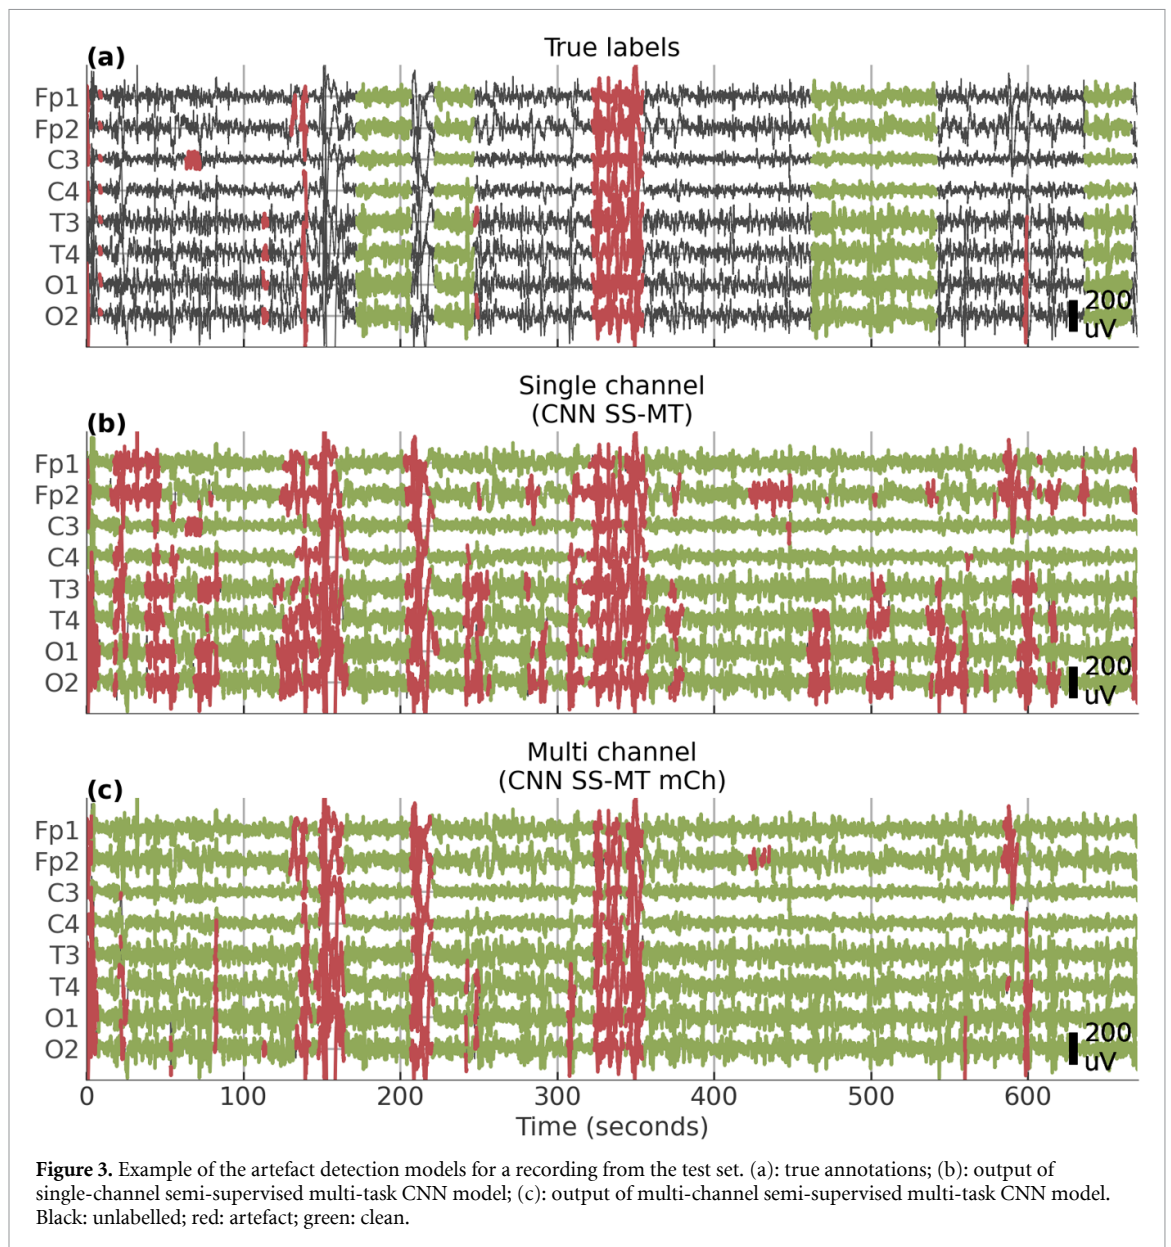 (a)
True labels
Fp1
Fp2
C3
C4
T3
T4
O1
O2
200
uV
Single channel
(CNN SS-MT)
(b)
Fp1
Fp2
C3
C4
T3
T4
O1
O2
200
uV
Multi channel
(CNN SS-MT mCh)
(c)
Fp1
Fp2
C3
C4
T3
T4
O1
O2
200
uV
0 100 200 300 400 500 600
Time (seconds)
Figure 3. Example of the artefact detection models for a recording from the test set. (a): true annotations; (b): output of
single-channel semi-supervised multi-task CNN model; (c): output of multi-channel semi-supervised multi-task CNN model.
Black: unlabelled; red: artefact; green: clean.